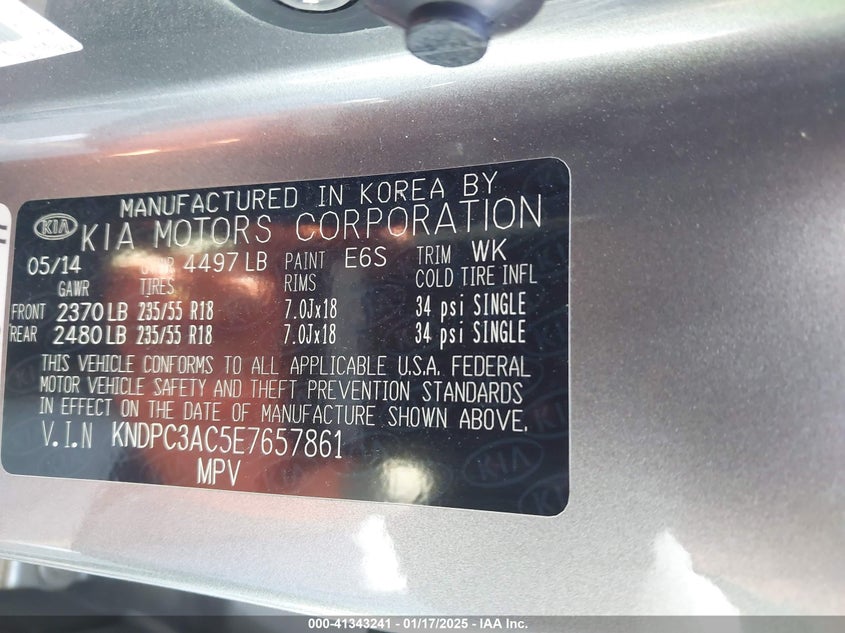 MANUFACTURED IN KOREA BY
KIA KIA MOTORS CORPORATION
05/14 GVWR 4497 LB PAINT E6S TRIM WK
GAWR TIRES RIMS COLD TIRE INFL
FRONT 2370 LB 235/55 R18 7.0Jx18 34 psi SINGLE
REAR 2480 LB 235/55 R18 7.0Jx18 34 psi SINGLE
THIS VEHICLE CONFORMS TO ALL APPLICABLE U.S.A. FEDERAL
MOTOR VEHICLE SAFETY AND THEFT PREVENTION STANDARDS
IN EFFECT ON THE DATE OF MANUFACTURE SHOWN ABOVE.
V.I.N KNDPC3AC5E7657861
MPV
KIA
000-41343241 - 01/17/2025 - IAA Inc.